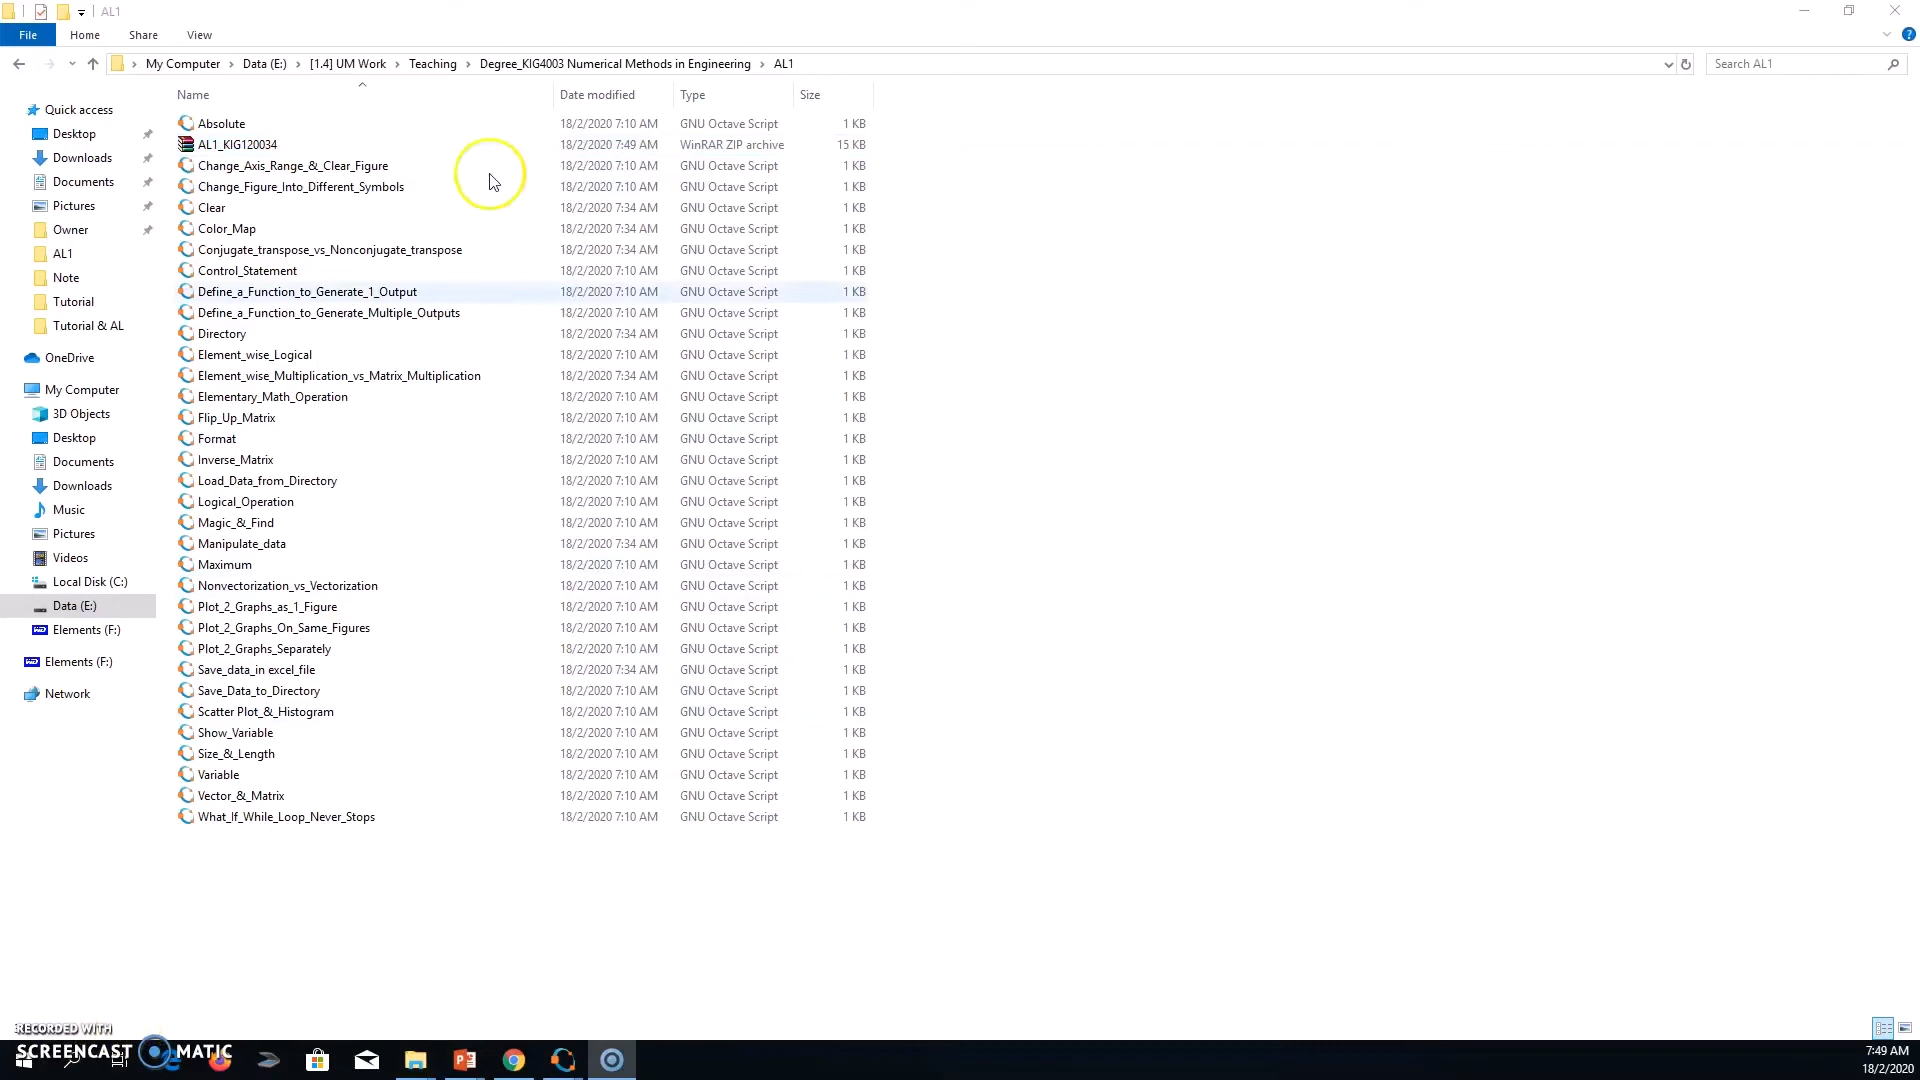 AL1
File Home Share View
My Computer Data (E:) [1.4] UM Work Teaching Degree_KIG4003 Numerical Methods in Engineering AL1 Search AL1
Name Date modified Type Size
Quick access
Desktop
Downloads
Documents
Pictures
Owner
AL1
Note
Tutorial
Tutorial & AL
OneDrive
My Computer
3D Objects
Desktop
Documents
Downloads
Music
Pictures
Videos
Local Disk (C:)
Data (E:)
Elements (F:)
Elements (F:)
Network
Absolute 18/2/2020 7:10 AM GNU Octave Script 1 KB
AL1_KIG120034 18/2/2020 7:49 AM WinRAR ZIP archive 15 KB
Change_Axis_Range_&_Clear_Figure 18/2/2020 7:10 AM GNU Octave Script 1 KB
Change_Figure_Into_Different_Symbols 18/2/2020 7:10 AM GNU Octave Script 1 KB
Clear 18/2/2020 7:34 AM GNU Octave Script 1 KB
Color_Map 18/2/2020 7:34 AM GNU Octave Script 1 KB
Conjugate_transpose_vs_Nonconjugate_transpose 18/2/2020 7:34 AM GNU Octave Script 1 KB
Control_Statement 18/2/2020 7:10 AM GNU Octave Script 1 KB
Define_a_Function_to_Generate_1_Output 18/2/2020 7:10 AM GNU Octave Script 1 KB
Define_a_Function_to_Generate_Multiple_Outputs 18/2/2020 7:10 AM GNU Octave Script 1 KB
Directory 18/2/2020 7:34 AM GNU Octave Script 1 KB
Element_wise_Logical 18/2/2020 7:10 AM GNU Octave Script 1 KB
Element_wise_Multiplication_vs_Matrix_Multiplication 18/2/2020 7:34 AM GNU Octave Script 1 KB
Elementary_Math_Operation 18/2/2020 7:10 AM GNU Octave Script 1 KB
Flip_Up_Matrix 18/2/2020 7:10 AM GNU Octave Script 1 KB
Format 18/2/2020 7:10 AM GNU Octave Script 1 KB
Inverse_Matrix 18/2/2020 7:10 AM GNU Octave Script 1 KB
Load_Data_from_Directory 18/2/2020 7:10 AM GNU Octave Script 1 KB
Logical_Operation 18/2/2020 7:10 AM GNU Octave Script 1 KB
Magic_&_Find 18/2/2020 7:10 AM GNU Octave Script 1 KB
Manipulate_data 18/2/2020 7:34 AM GNU Octave Script 1 KB
Maximum 18/2/2020 7:10 AM GNU Octave Script 1 KB
Nonvectorization_vs_Vectorization 18/2/2020 7:10 AM GNU Octave Script 1 KB
Plot_2_Graphs_as_1_Figure 18/2/2020 7:10 AM GNU Octave Script 1 KB
Plot_2_Graphs_On_Same_Figures 18/2/2020 7:10 AM GNU Octave Script 1 KB
Plot_2_Graphs_Separately 18/2/2020 7:10 AM GNU Octave Script 1 KB
Save_data_in excel_file 18/2/2020 7:34 AM GNU Octave Script 1 KB
Save_Data_to_Directory 18/2/2020 7:10 AM GNU Octave Script 1 KB
Scatter Plot_&_Histogram 18/2/2020 7:10 AM GNU Octave Script 1 KB
Show_Variable 18/2/2020 7:10 AM GNU Octave Script 1 KB
Size_&_Length 18/2/2020 7:10 AM GNU Octave Script 1 KB
Variable 18/2/2020 7:10 AM GNU Octave Script 1 KB
Vector_&_Matrix 18/2/2020 7:10 AM GNU Octave Script 1 KB
What_If_While_Loop_Never_Stops 18/2/2020 7:10 AM GNU Octave Script 1 KB
RECORDED WITH
SCREENCAST MATIC
7:49 AM
18/2/2020